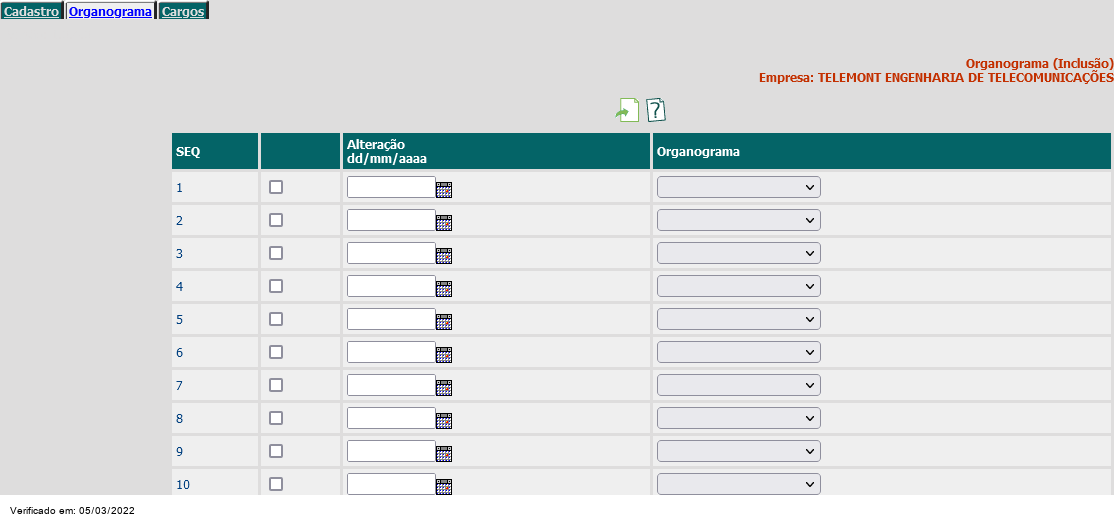 Cadastro Organograma Cargos
Organograma (Inclusão)
Empresa: TELEMONT ENGENHARIA DE TELECOMUNICAÇÕES
?
SEQ Alteração dd/mm/aaaa Organograma
1
2
3
4
5
6
7
8
9
10
Verificado em: 05/03/2022